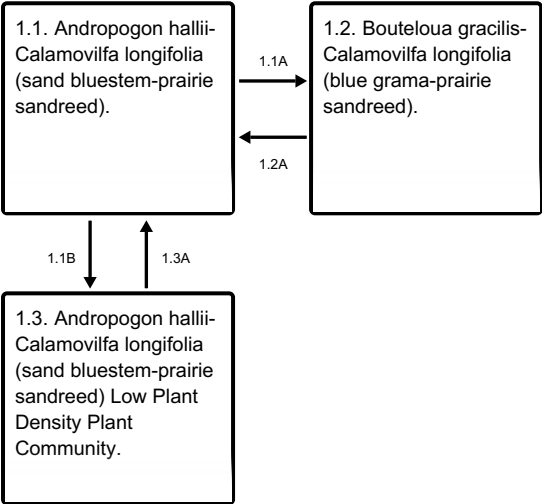 1.1. Andropogon hallii-
Calamovilfa longifolia
(sand bluestem-prairie
sandreed).
1.1A
1.2A
1.2. Bouteloua gracilis-
Calamovilfa longifolia
(blue grama-prairie
sandreed).
1.1B
1.3A
1.3. Andropogon hallii-
Calamovilfa longifolia
(sand bluestem-prairie
sandreed) Low Plant
Density Plant
Community.